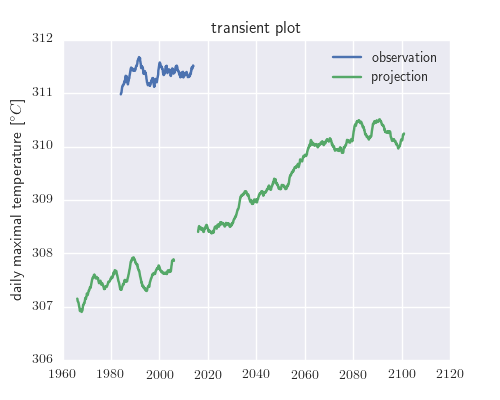 transient plot
observation
projection
daily maximal temperature [°C]
312
311
310
309
308
307
306
1960 1980 2000 2020 2040 2060 2080 2100 2120